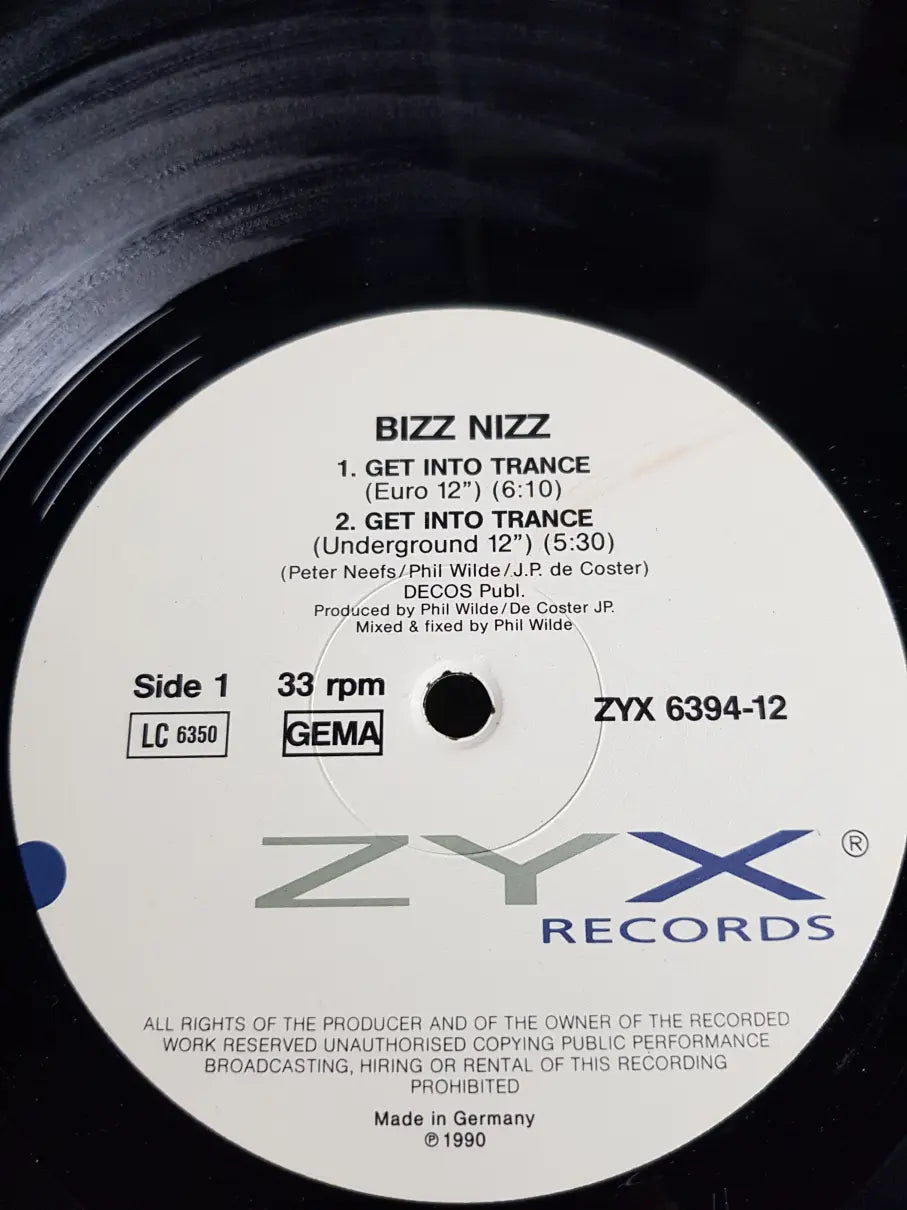 BIZZ NIZZ
1. GET INTO TRANCE
(Euro 12”) (6:10)
2. GET INTO TRANCE
(Underground 12”) (5:30)
(Peter Neefs/Phil Wilde/J.P. de Coster)
DECOS Publ.
Produced by Phil Wilde/De Coster JP.
Mixed & fixed by Phil Wilde
Side 1 33 rpm
LC 6350 GEMA
ZYX 6394-12
ZYX ®
RECORDS
ALL RIGHTS OF THE PRODUCER AND OF THE OWNER OF THE RECORDED
WORK RESERVED UNAUTHORISED COPYING PUBLIC PERFORMANCE
BROADCASTING, HIRING OR RENTAL OF THIS RECORDING
PROHIBITED
Made in Germany
℗ 1990